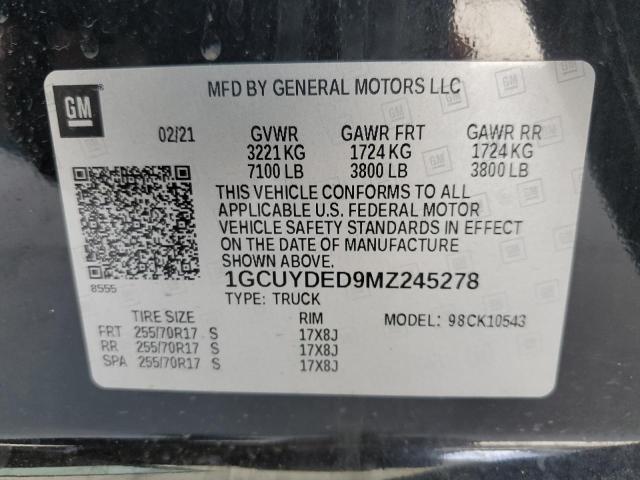 MFD BY GENERAL MOTORS LLC
GM
02/21 GVWR GAWR FRT GAWR RR
3221 KG 1724 KG 1724 KG
7100 LB 3800 LB 3800 LB
THIS VEHICLE CONFORMS TO ALL
APPLICABLE U.S. FEDERAL MOTOR
VEHICLE SAFETY STANDARDS IN EFFECT
ON THE DATE OF MANUFACTURE
SHOWN ABOVE.
8555
1GCUYDED9MZ245278
TYPE: TRUCK
TIRE SIZE RIM MODEL: 98CK10543
FRT 255/70R17 S 17X8J
RR 255/70R17 S 17X8J
SPA 255/70R17 S 17X8J